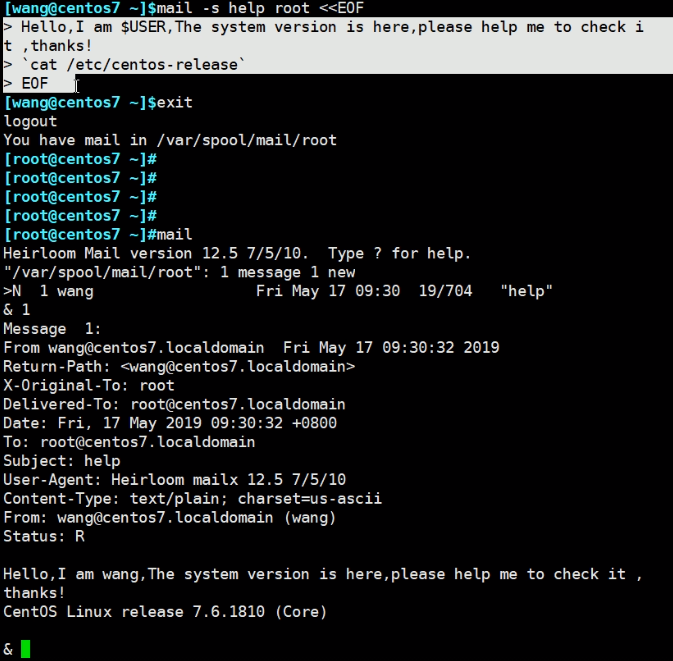 [wang@centos7 ~]$mail -s help root <<EOF
> Hello,I am $USER,The system version is here,please help me to check i
t ,thanks!
> `cat /etc/centos-release`
> EOF
[wang@centos7 ~]$exit
logout
You have mail in /var/spool/mail/root
[root@centos7 ~]#
[root@centos7 ~]#
[root@centos7 ~]#
[root@centos7 ~]#
[root@centos7 ~]#mail
Heirloom Mail version 12.5 7/5/10.  Type ? for help.
"/var/spool/mail/root": 1 message 1 new
>N  1 wang                  Fri May 17 09:30  19/704   "help"
& 1
Message  1:
From wang@centos7.localdomain  Fri May 17 09:30:32 2019
Return-Path: <wang@centos7.localdomain>
X-Original-To: root
Delivered-To: root@centos7.localdomain
Date: Fri, 17 May 2019 09:30:32 +0800
To: root@centos7.localdomain
Subject: help
User-Agent: Heirloom mailx 12.5 7/5/10
Content-Type: text/plain; charset=us-ascii
From: wang@centos7.localdomain (wang)
Status: R

Hello,I am wang,The system version is here,please help me to check it ,
thanks!
CentOS Linux release 7.6.1810 (Core)

&